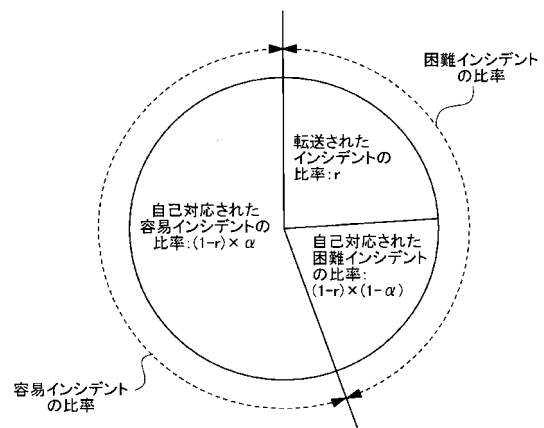 困難インシデント
の比率
転送された
インシデントの
比率:r
自己対応された
容易インシデントの
比率:(1-r)×α
自己対応された
困難インシデント
の比率:
(1-r)×(1-α)
容易インシデント
の比率